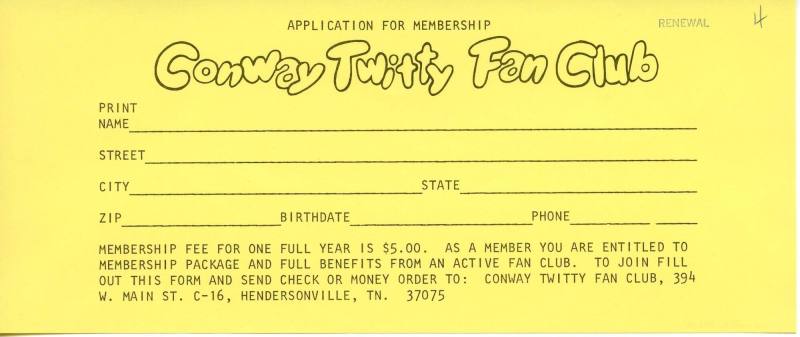 APPLICATION FOR MEMBERSHIP
RENEWAL
4
Conway Twitty Fan Club
PRINT
NAME
STREET
CITY STATE
ZIP BIRTHDATE PHONE
MEMBERSHIP FEE FOR ONE FULL YEAR IS $5.00. AS A MEMBER YOU ARE ENTITLED TO
MEMBERSHIP PACKAGE AND FULL BENEFITS FROM AN ACTIVE FAN CLUB. TO JOIN FILL
OUT THIS FORM AND SEND CHECK OR MONEY ORDER TO: CONWAY TWITTY FAN CLUB, 394
W. MAIN ST. C-16, HENDERSONVILLE, TN. 37075